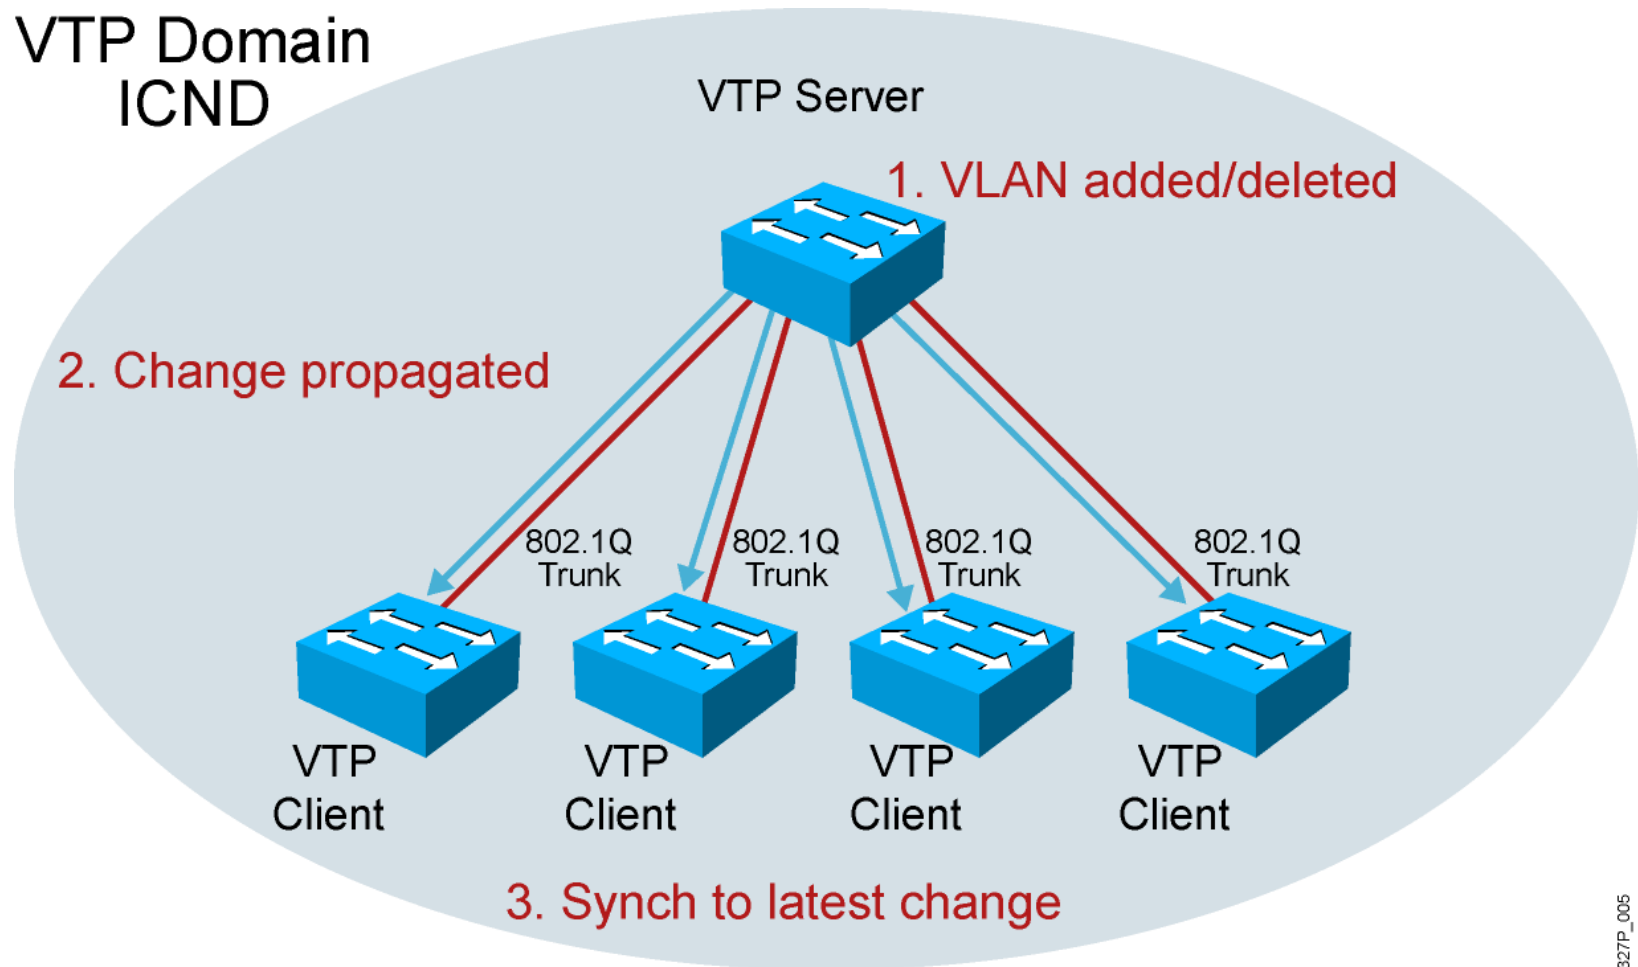 VTP Domain
ICND
VTP Server
1. VLAN added/deleted
2. Change propagated
802.1Q
Trunk
802.1Q
Trunk
802.1Q
Trunk
802.1Q
Trunk
VTP
Client
VTP
Client
VTP
Client
VTP
Client
3. Synch to latest change
327P_005